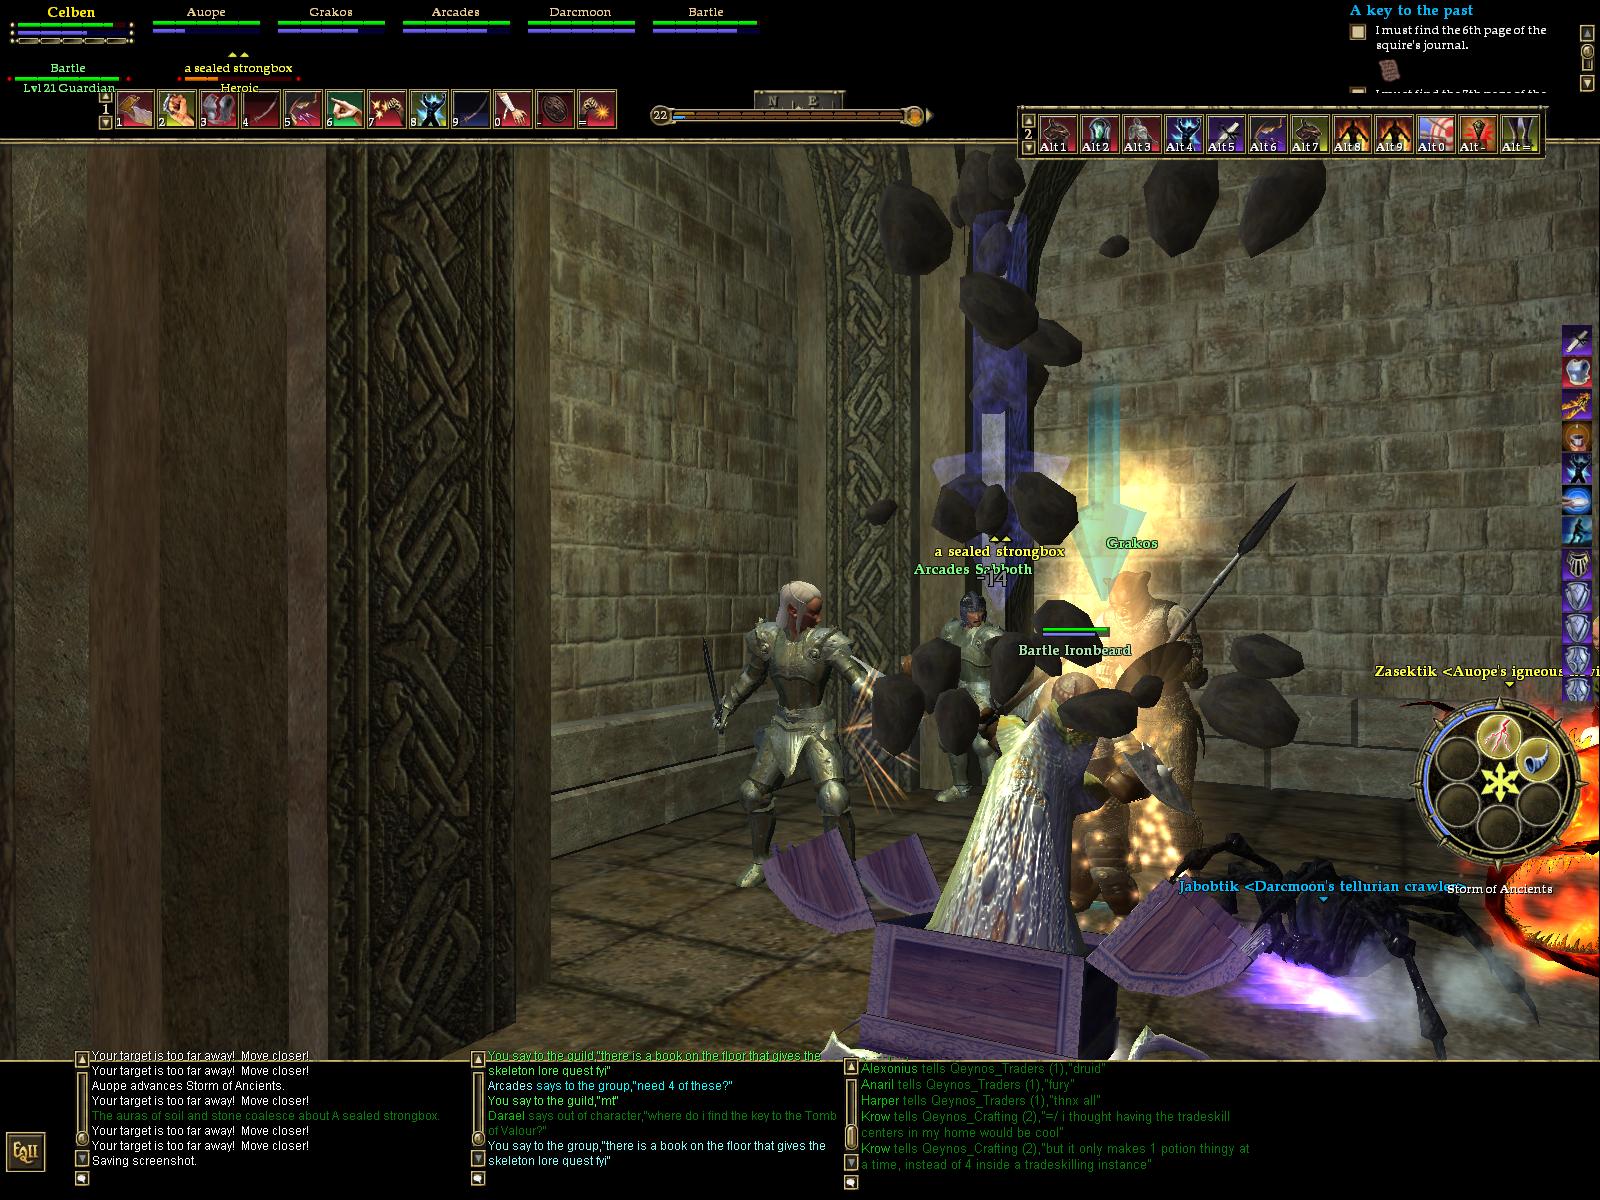 Celben
Auope
Grakos
Arcades
Darcmoon
Bartle
A key to the past
I must find the 6th page of the
squire's journal.
Bartle
Lvl 21 Guardian
a sealed strongbox
Heroic
1
1
2
3
4
5
6
7
8
9
0
-
=
22
N E
2
Alt 1
Alt 2
Alt 3
Alt 4
Alt 5
Alt 6
Alt 7
Alt 8
Alt 9
Alt 0
Alt -
Alt =
a sealed strongbox
Arcades Sabboth
-14
Grakos
Bartle Ironbeard
Zasektik <Auope's igneous
Jabobtik <Darcmoon's tellurian crawler>
Storm of Ancients
Your target is too far away! Move closer!
Your target is too far away! Move closer!
Auope advances Storm of Ancients.
Your target is too far away! Move closer!
The auras of soil and stone coalesce about A sealed strongbox.
Your target is too far away! Move closer!
Your target is too far away! Move closer!
Saving screenshot.
You say to the guild,"there is a book on the floor that gives the
skeleton lore quest fyi"
Arcades says to the group,"need 4 of these?"
You say to the guild,"mt"
Darael says out of character,"where do i find the key to the Tomb
of Valour?"
You say to the group,"there is a book on the floor that gives the
skeleton lore quest fyi"
Alexonius tells Qeynos_Traders (1),"druid"
Anaril tells Qeynos_Traders (1),"fury"
Harper tells Qeynos_Traders (1),"thnx all"
Krow tells Qeynos_Crafting (2),"=/ i thought having the tradeskill
centers in my home would be cool"
Krow tells Qeynos_Crafting (2),"but it only makes 1 potion thingy at
a time, instead of 4 inside a tradeskilling instance"
EQII